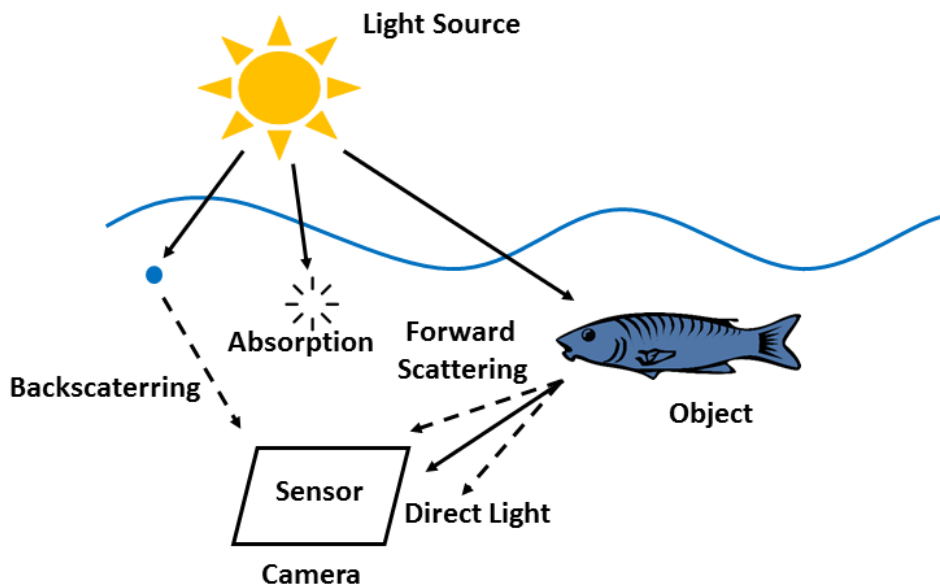 Light Source
Absorption
Forward
Scattering
Backscaterring
Object
Sensor
Direct Light
Camera